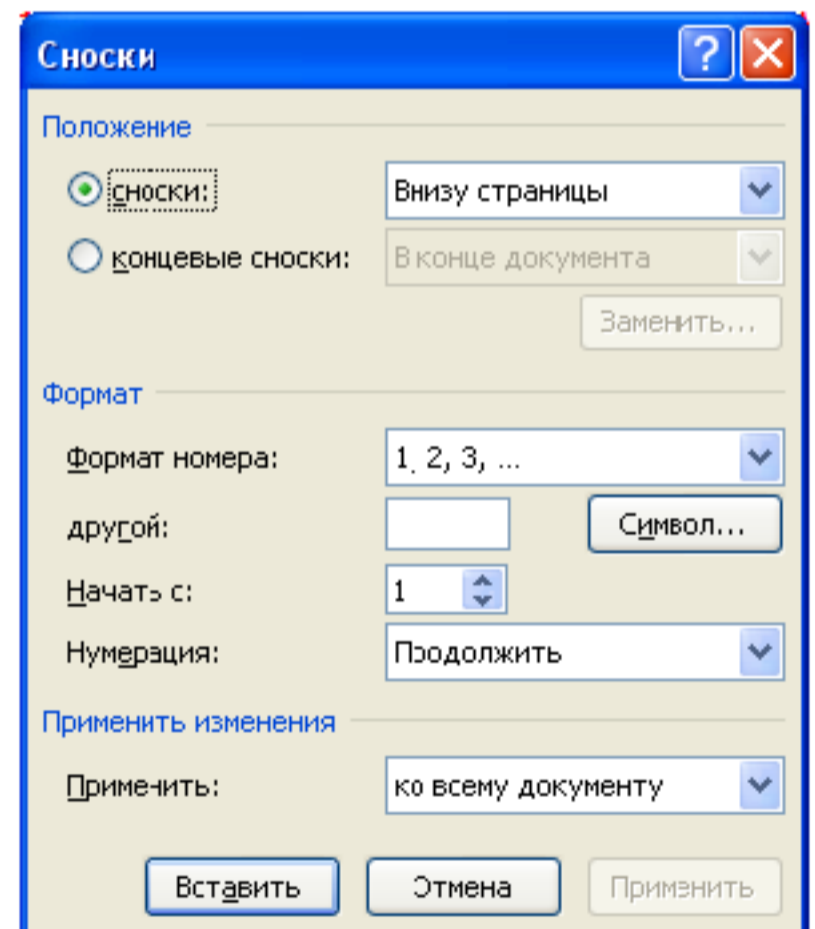 Сноски
Положение
сноски: Внизу страницы
концевые сноски: В конце документа
Заменить...
Формат
Формат номера: 1, 2, 3, ...
другой: Символ...
Начать с: 1
Нумерация: Продолжить
Применить изменения
Применить: ко всему документу
Вставить Отмена Применить